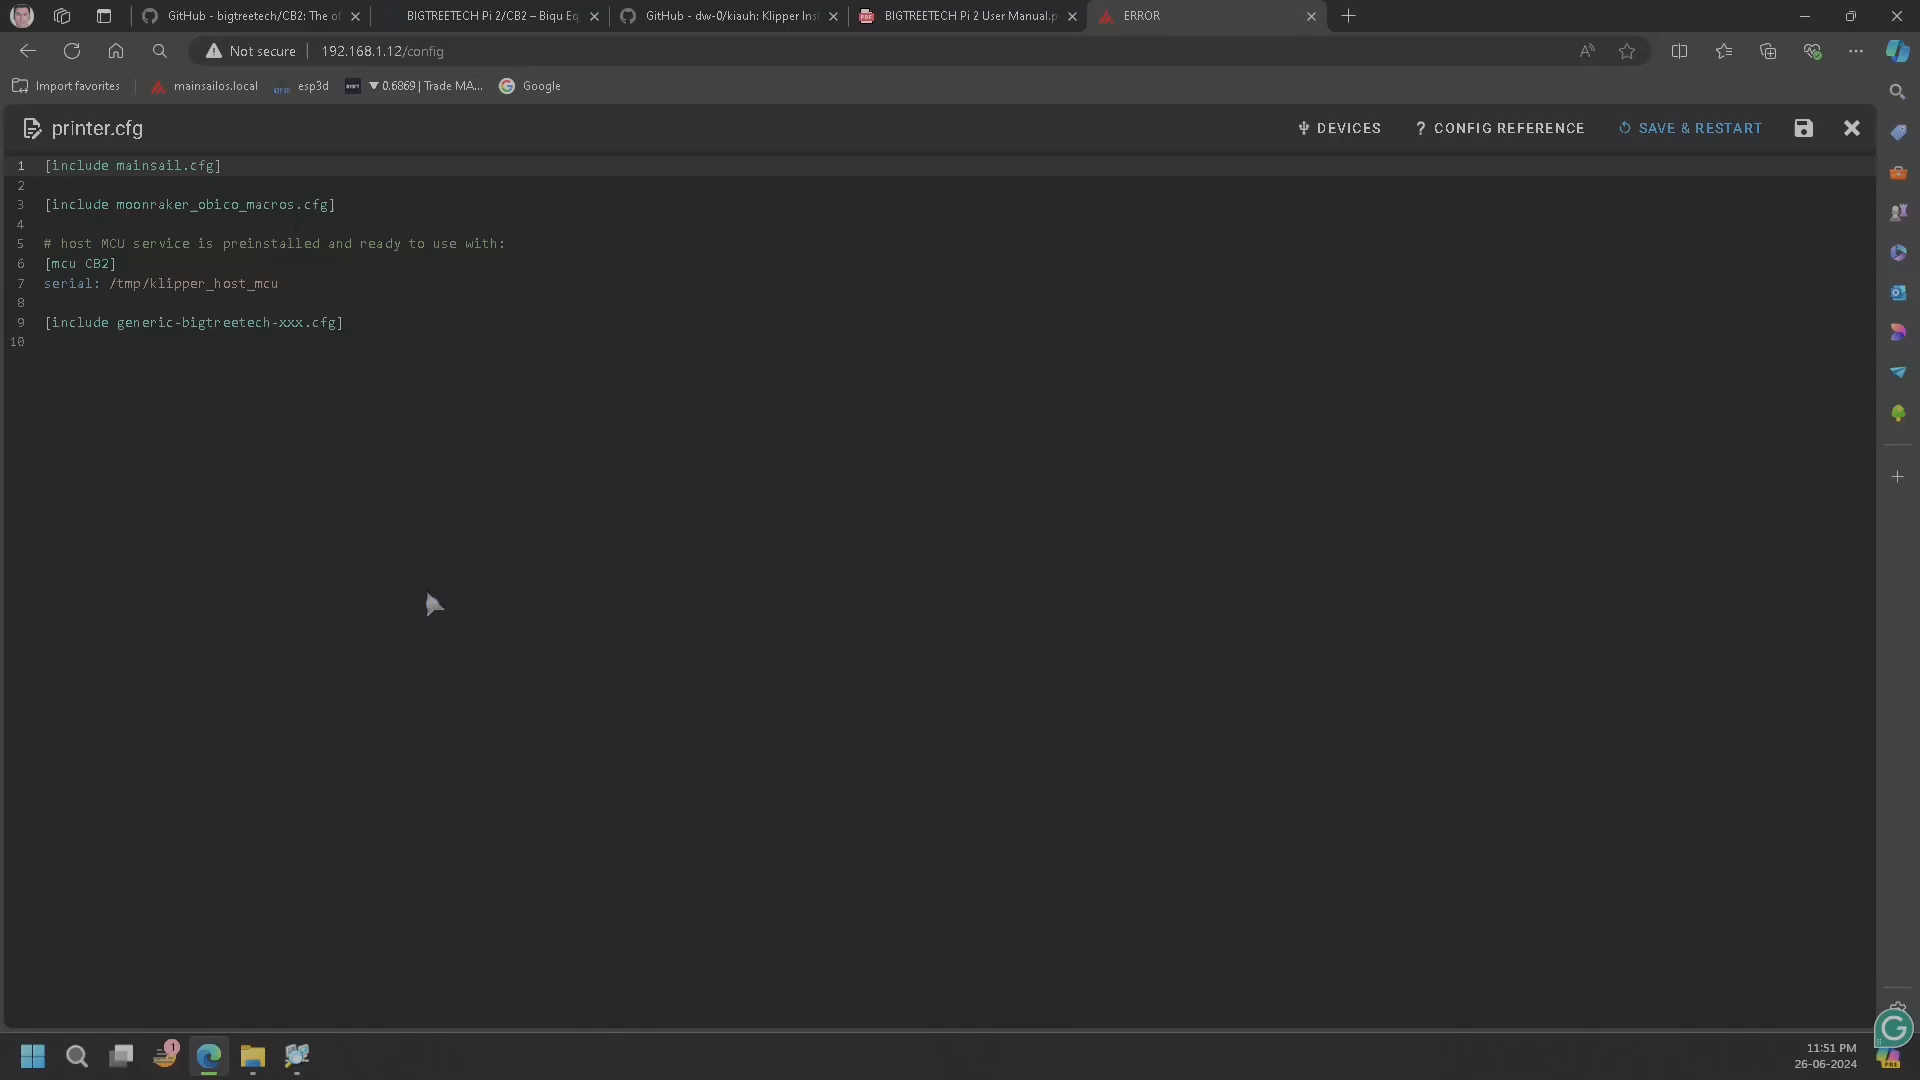 GitHub - bigtreetech/CB2: The of
BIGTREETECH Pi 2/CB2 – Biqu Eq
GitHub - dw-0/kiauh: Klipper Inst
BIGTREETECH Pi 2 User Manual.p
ERROR
Not secure
192.168.1.12/config
Import favorites
mainsailos.local
esp3d
▼0.6869 | Trade MA...
Google
printer.cfg
DEVICES
? CONFIG REFERENCE
SAVE & RESTART
1 [include mainsail.cfg]
2
3 [include moonraker_obico_macros.cfg]
4
5 # host MCU service is preinstalled and ready to use with:
6 [mcu CB2]
7 serial: /tmp/klipper_host_mcu
8
9 [include generic-bigtreetech-xxx.cfg]
10
1
11:51 PM
26-06-2024